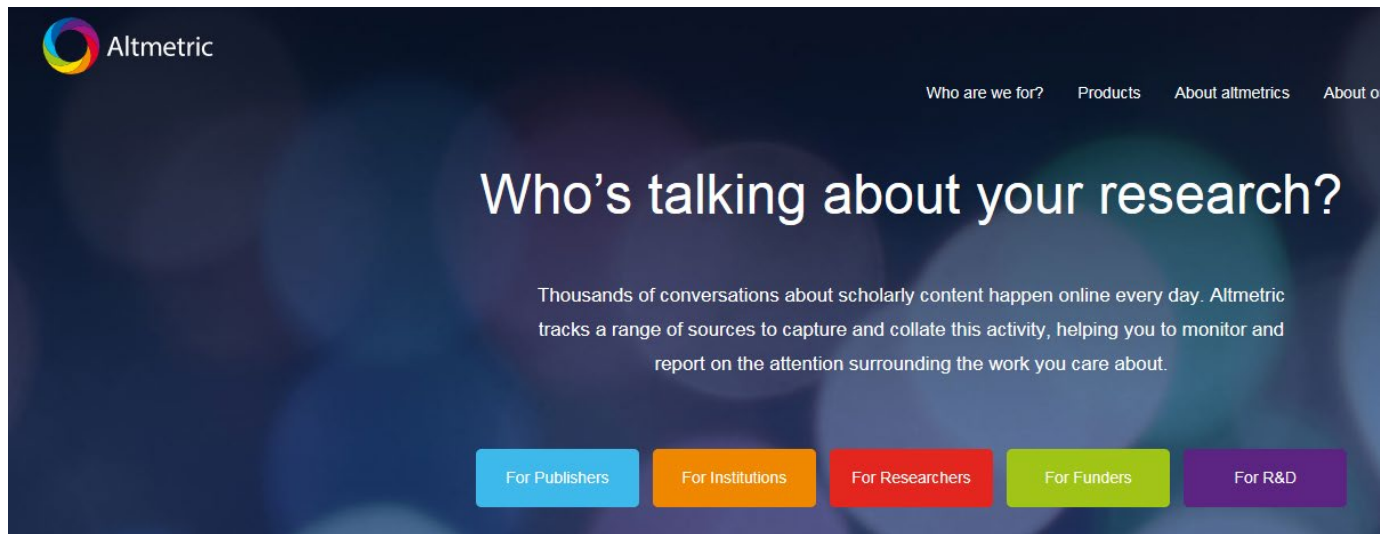 Altmetric
Who are we for? Products About altmetrics About
Who's talking about your research?
Thousands of conversations about scholarly content happen online every day. Altmetric
tracks a range of sources to capture and collate this activity, helping you to monitor and
report on the attention surrounding the work you care about.
For Publishers For Institutions For Researchers For Funders For R&D